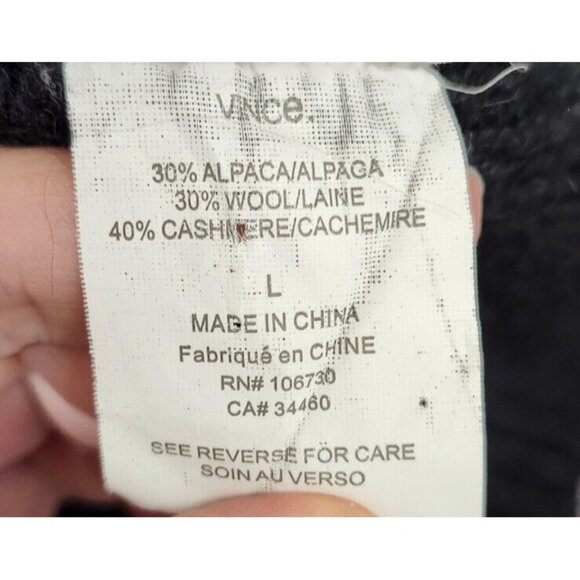 VINce.
30% ALPACA/ALPAGA
30% WOOL/LAINE
40% CASHMERE/CACHEMIRE
L
MADE IN CHINA
Fabriqué en CHINE
RN# 106730
CA# 34460
SEE REVERSE FOR CARE
SOIN AU VERSO